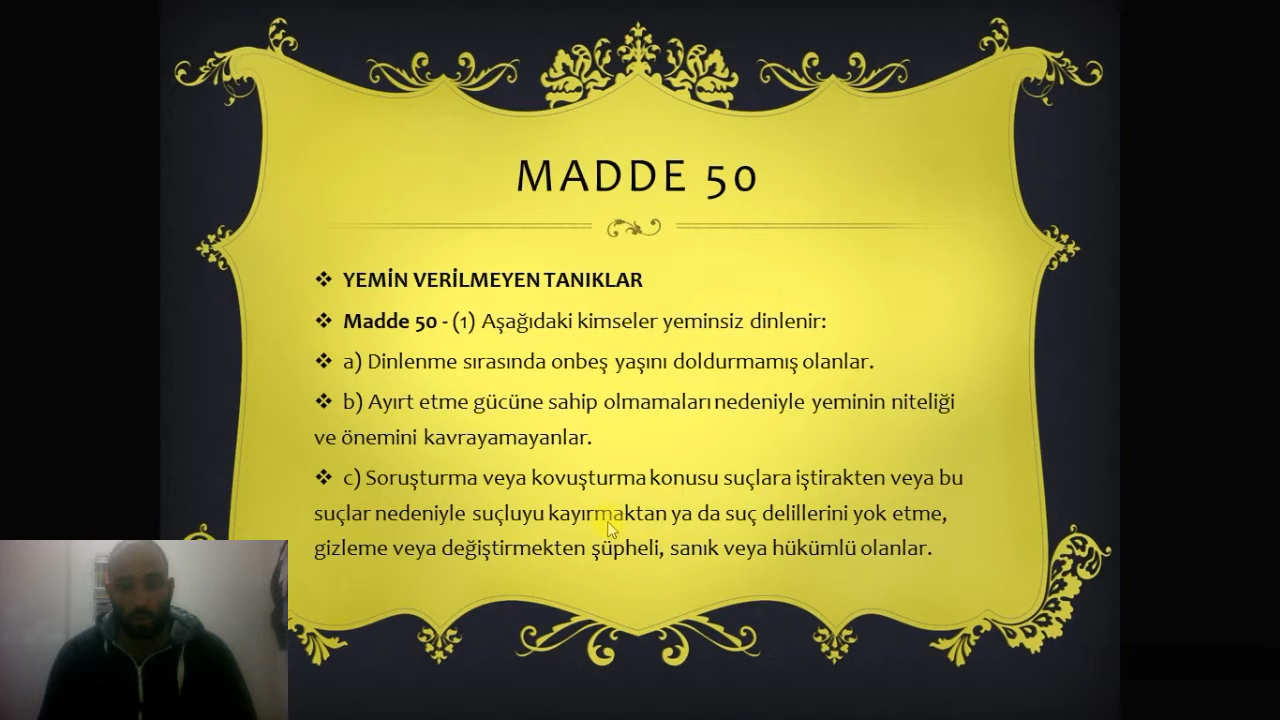 MADDE 50
YEMİN VERİLMEYEN TANIKLAR
Madde 50 - (1) Aşağıdaki kimseler yeminsiz dinlenir:
a) Dinlenme sırasında onbeş yaşını doldurmamış olanlar.
b) Ayırt etme gücüne sahip olmamaları nedeniyle yeminin niteliği
ve önemini kavrayamayanlar.
c) Soruşturma veya kovuşturma konusu suçlara iştirakten veya bu
suçlar nedeniyle suçluyu kayırmaktan ya da suç delillerini yok etme,
gizleme veya değiştirmekten şüpheli, sanık veya hükümlü olanlar.